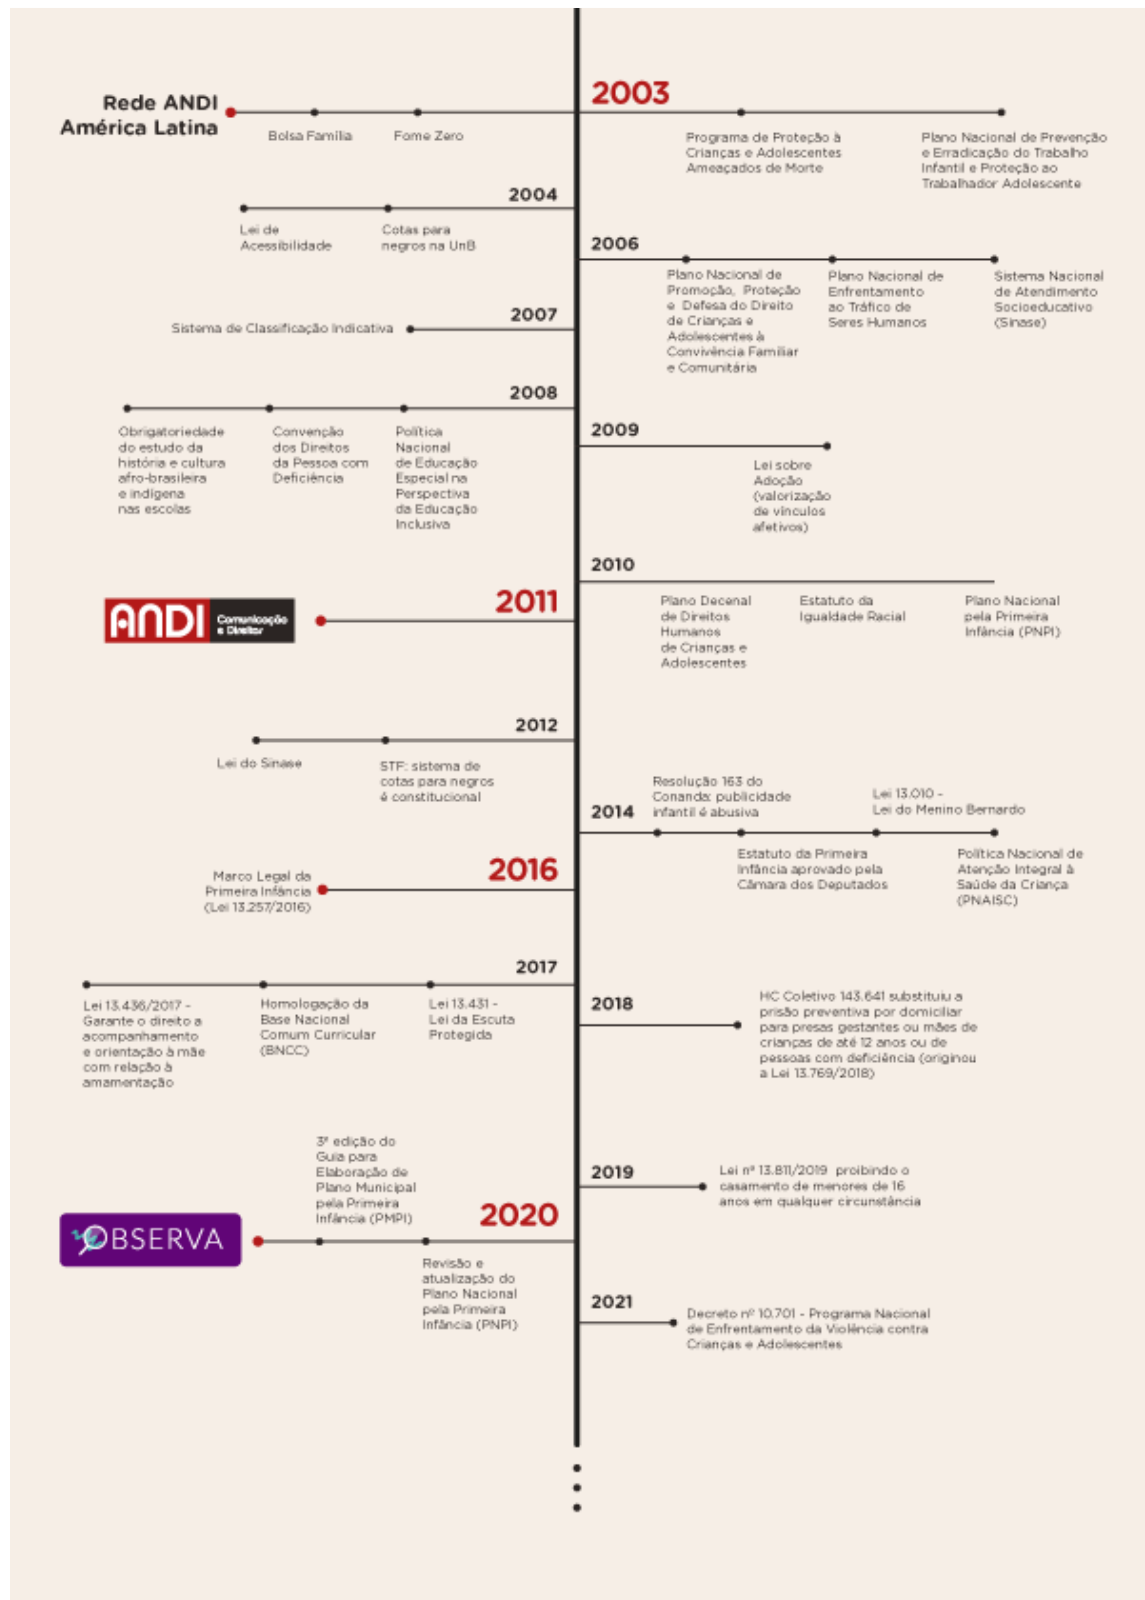 Rede ANDI
América Latina
Bolsa Família
Fome Zero
2003
Programa de Proteção à
Crianças e Adolescentes
Ameaçados de Morte
Plano Nacional de Prevenção
e Erradicação do Trabalho
Infantil e Proteção ao
Trabalhador Adolescente
2004
Lei de
Acessibilidade
Cotas para
negros na UnB
2006
Plano Nacional de
Promoção, Proteção
e Defesa do Direito
de Crianças e
Adolescentes à
Convivência Familiar
e Comunitária
Plano Nacional de
Enfrentamento
ao Tráfico de
Seres Humanos
Sistema Nacional
de Atendimento
Socioeducativo
(Sinase)
2007
Sistema de Classificação Indicativa
2008
Obrigatoriedade
do estudo da
história e cultura
afro-brasileira
e indígena
nas escolas
Convenção
dos Direitos
da Pessoa com
Deficiência
Política
Nacional
de Educação
Especial na
Perspectiva
da Educação
Inclusiva
2009
Lei sobre
Adoção
(valorização
de vínculos
afetivos)
2010
Plano Decenal
de Direitos
Humanos
de Crianças e
Adolescentes
Estatuto da
Igualdade Racial
Plano Nacional
pela Primeira
Infância (PNPI)
2011
ANDI
Comunicação
e Direitos
2012
Lei do Sinase
STF: sistema de
cotas para negros
é constitucional
2014
Resolução 163 do
Conanda: publicidade
infantil é abusiva
Estatuto da Primeira
Infância aprovado pela
Câmara dos Deputados
Lei 13.010 -
Lei do Menino Bernardo
Política Nacional de
Atenção Integral à
Saúde da Criança
(PNAISC)
2016
Marco Legal da
Primeira Infância
(Lei 13.257/2016)
2017
Lei 13.436/2017 -
Garante o direito a
acompanhamento
e orientação à mãe
com relação à
amamentação
Homologação da
Base Nacional
Comum Curricular
(BNCC)
Lei 13.431 -
Lei da Escuta
Protegida
2018
HC Coletivo 143.641 substituiu a
prisão preventiva por domiciliar
para presas gestantes ou mães de
crianças de até 12 anos ou de
pessoas com deficiência (originou
a Lei 13.769/2018)
2019
Lei nº 13.811/2019 proibindo o
casamento de menores de 16
anos em qualquer circunstância
2020
OBSERVA
3ª edição do
Guia para
Elaboração de
Plano Municipal
pela Primeira
Infância (PMPI)
Revisão e
atualização do
Plano Nacional
pela Primeira
Infância (PNPI)
2021
Decreto nº 10.701 - Programa Nacional
de Enfrentamento da Violência contra
Crianças e Adolescentes